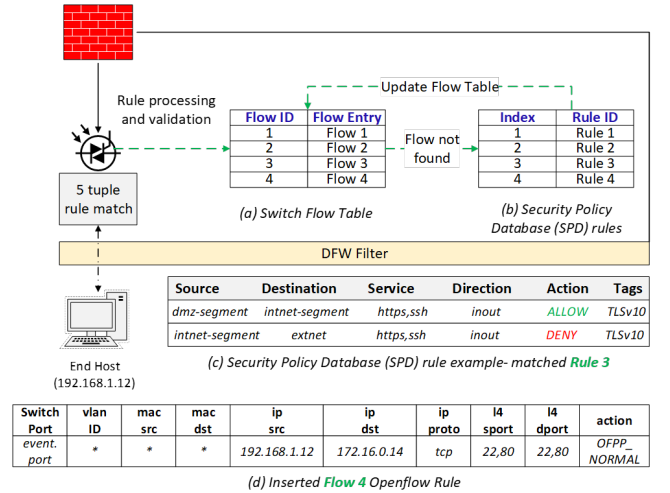 Update Flow Table
Rule processing
and validation
Flow ID Flow Entry
1 Flow 1
2 Flow 2
3 Flow 3
4 Flow 4
Flow not
found
Index Rule ID
1 Rule 1
2 Rule 2
3 Rule 3
4 Rule 4
5 tuple
rule match
(a) Switch Flow Table
(b) Security Policy
Database (SPD) rules
DFW Filter
Source Destination Service Direction Action Tags
dmz-segment intnet-segment https,ssh inout ALLOW TLSv10
intnet-segment extnet https,ssh inout DENY TLSv10
(c) Security Policy Database (SPD) rule example- matched Rule 3
End Host
(192.168.1.12)
Switch Port vlan ID mac src mac dst ip src ip dst ip proto l4 sport l4 dport action
event. port * * * 192.168.1.12 172.16.0.14 tcp 22,80 22,80 OFPP_ NORMAL
(d) Inserted Flow 4 Openflow Rule